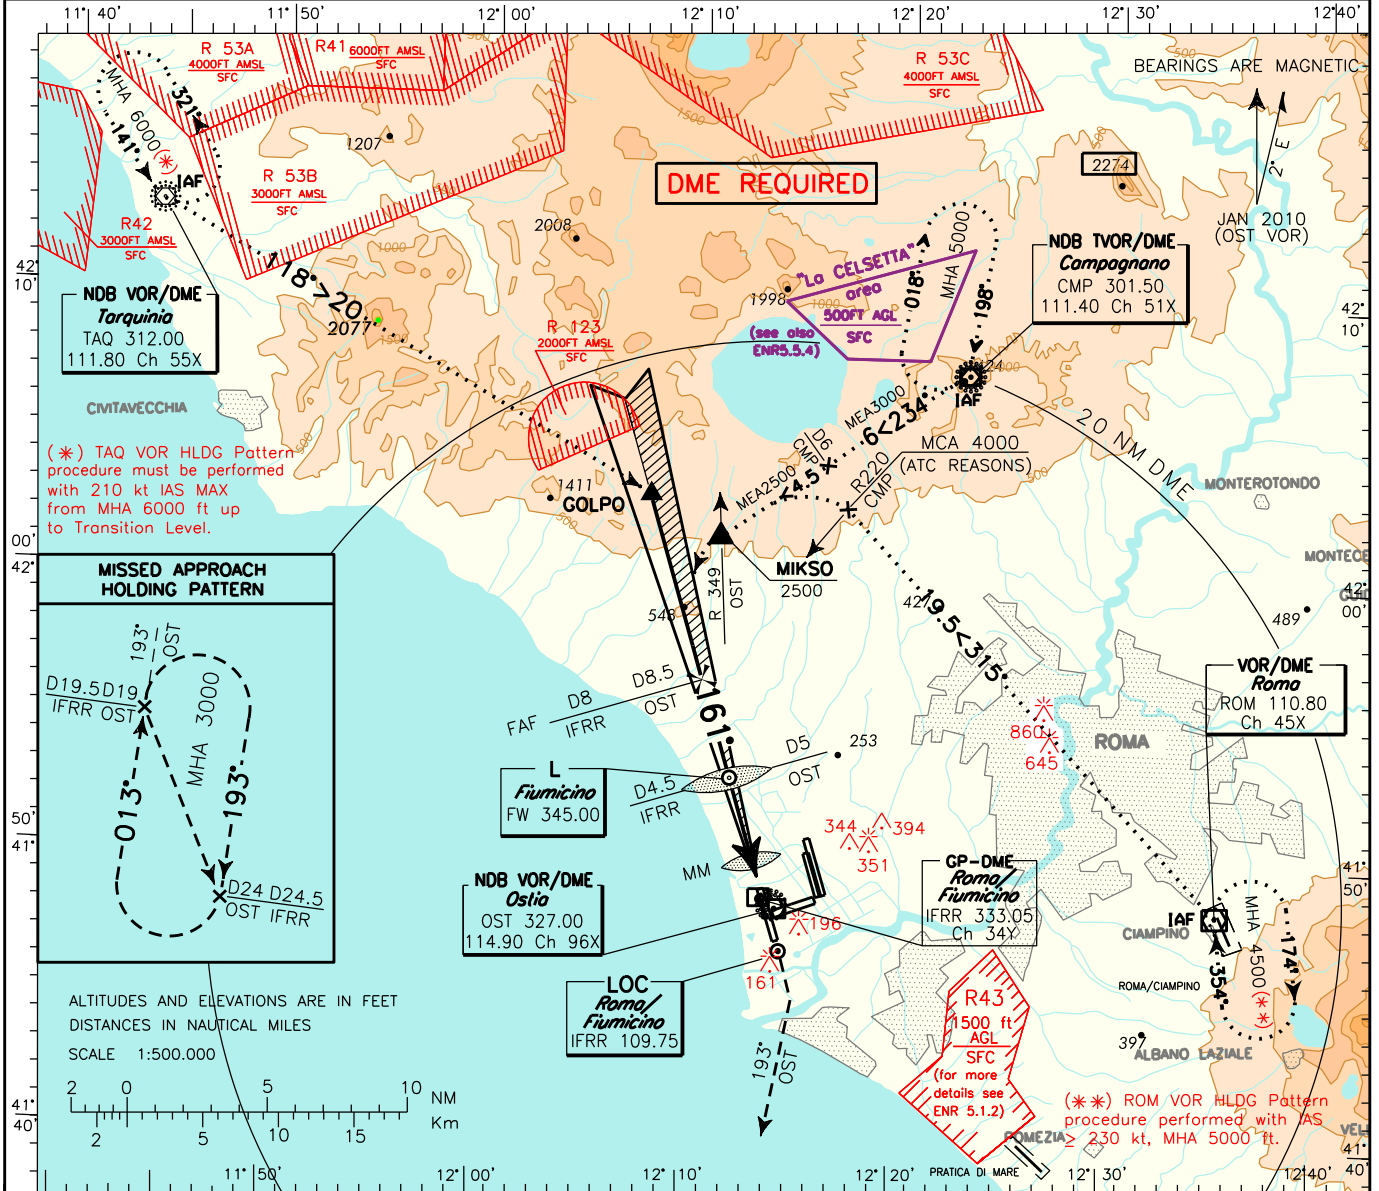 11°40'
11°50'
12°00'
12°10'
12°20'
12°30'
12°40'
BEARINGS ARE MAGNETIC
2° E
JAN 2010
(OST VOR)
R 53A
4000FT AMSL
SFC
R41 6000FT AMSL
SFC
R 53C
4000FT AMSL
SFC
R 53B
3000FT AMSL
SFC
R42
3000FT AMSL
SFC
MHA 6000
(*)
321°
141°
IAF
1207
2008
2274
1998
2077
1411
548
427
489
253
397
DME REQUIRED
NDB VOR/DME
Tarquinia
TAQ 312.00
111.80 Ch 55X
118°>20
R 123
2000FT AMSL
SFC
"La CELSETTA"
area
500FT AGL
SFC
(see also
ENR5.5.4)
018°
MHA 5000
198°
NDB TVOR/DME
Campagnano
CMP 301.50
111.40 Ch 51X
IAF
42°
10'
42°
10'
CIVITAVECCHIA
(*) TAQ VOR HLDG Pattern
procedure must be performed
with 210 kt IAS MAX
from MHA 6000 ft up
to Transition Level.
500
1000
1500
GOLPO
MEA3000
6<234°
D6
CMP
MEA2500
<4.5
R220
CMP
MCA 4000
(ATC REASONS)
20 NM DME
MONTEROTONDO
MIKSO
2500
R 349
OST
00'
42°
42°
00'
19.5<315°
MISSED APPROACH
HOLDING PATTERN
193°
OST
D19.5D19
IFRR OST
MHA 3000
013°
193°
D24 D24.5
OST IFRR
D8.5
OST
FAF
D8
IFRR
161°
D5
OST
D4.5
IFRR
L
Fiumicino
FW 345.00
MM
NDB VOR/DME
Ostia
OST 327.00
114.90 Ch 96X
LOC
Roma/
Fiumicino
IFRR 109.75
GP-DME
Roma/
Fiumicino
IFRR 333.05
Ch 34Y
VOR/DME
Roma
ROM 110.80
Ch 45X
ROMA
860
645
344
394
351
196
161
50'
41°
41°
50'
IAF
CIAMPINO
ROMA/CIAMPINO
MHA 4500
(**)
174°
354°
ALBANO LAZIALE
193°
OST
R43
1500 ft
AGL
SFC
(for more
details see
ENR 5.1.2)
(**) ROM VOR HLDG Pattern
procedure performed with IAS
≥ 230 kt, MHA 5000 ft.
POMEZIA
PRATICA DI MARE
ALTITUDES AND ELEVATIONS ARE IN FEET
DISTANCES IN NAUTICAL MILES
SCALE 1:500.000
2 0 5 10 NM
2 5 10 15 Km
41°
40'
41°
40'
11°50'
12°00'
12°10'
12°20'
12°30'
12°40'